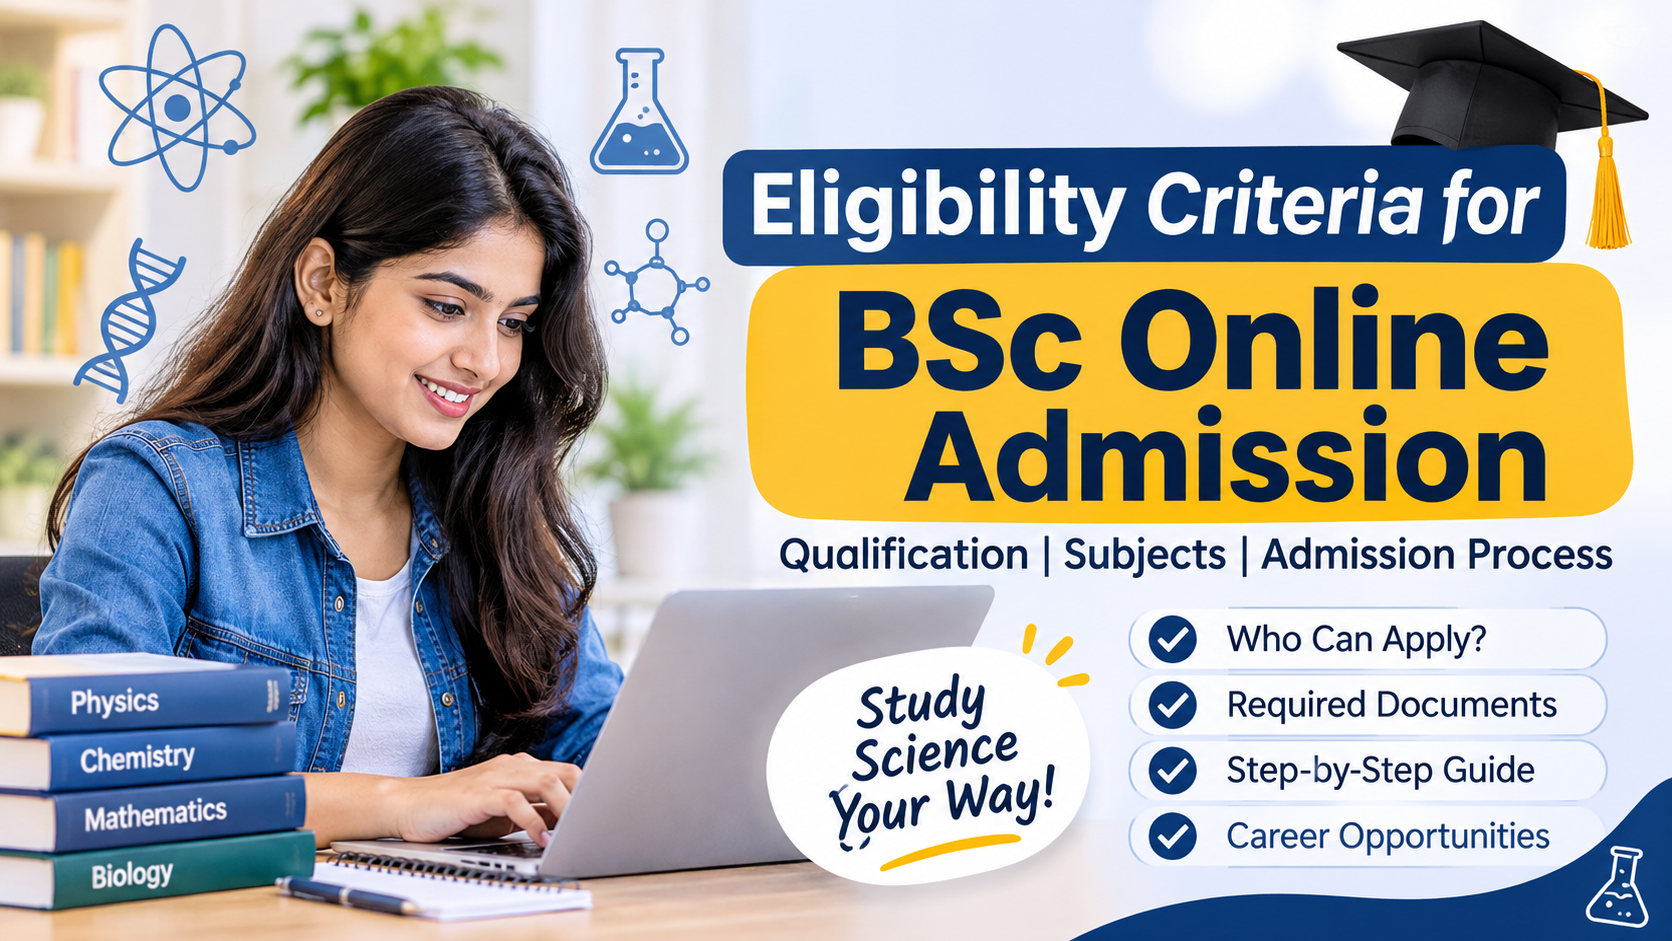 Eligibility Criteria for
BSc Online
Admission
Qualification | Subjects | Admission Process
Who Can Apply?
Required Documents
Step-by-Step Guide
Career Opportunities
Study
Science
Your Way!
Physics
Chemistry
Mathematics
Biology